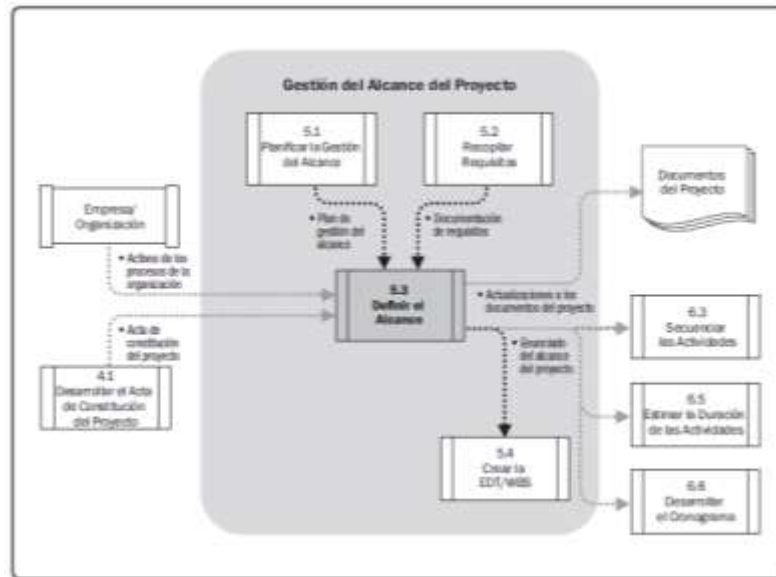 Gestión del Alcance del Proyecto
5.1
Planificar la Gestión
del Alcance
5.2
Recopilar
Requisitos
Documentos
del Proyecto
Empresa/
Organización
• Plan de
gestión del
alcance
• Documentación
de requisitos
• Activos de los
procesos de la
organización
5.3
Definir el
Alcance
• Actualizaciones a los
documentos del proyecto
• Acta de
constitución
del proyecto
• Enunciado
del alcance
del proyecto
6.3
Secuenciar
las Actividades
4.1
Desarrollar el Acta
de Constitución
del Proyecto
6.5
Estimar la Duración
de las Actividades
5.4
Crear la
EDT/WBS
6.6
Desarrollar
el Cronograma